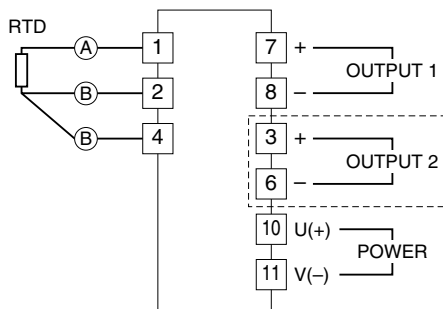 RTD
A 1 7 +
OUTPUT 1
B 2 8 –
B 4 3 +
OUTPUT 2
6 –
10 U(+)
POWER
11 V(–)